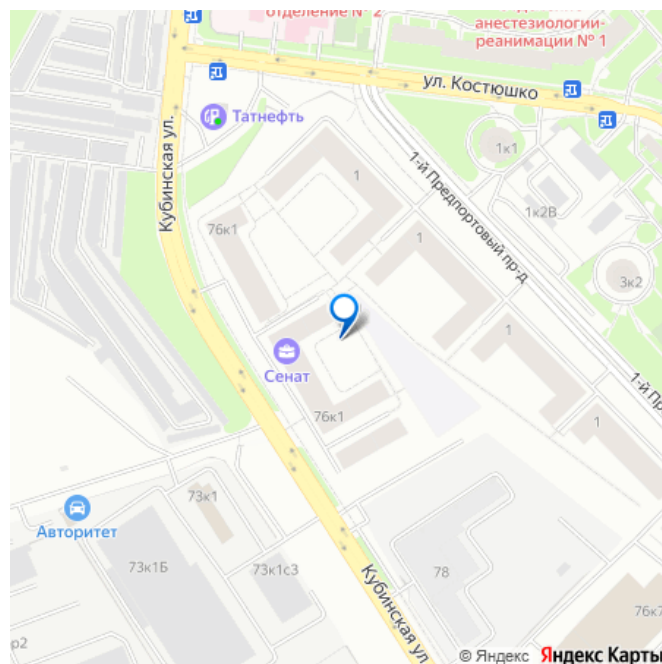 отделение № 2
анестезиологии-
реанимации № 1
ул. Костюшко
Татнефть
Кубинская ул.
1к1
1
1-й Предпортовый пр-д
1к2В
76к1
1
3к2
1
Сенат
76к1
1-й Пр
1
73к1
Авторитет
73к1Б
73к1с3
78
Кубинская ул
76к7
р2
© Яндекс Яндекс Карты